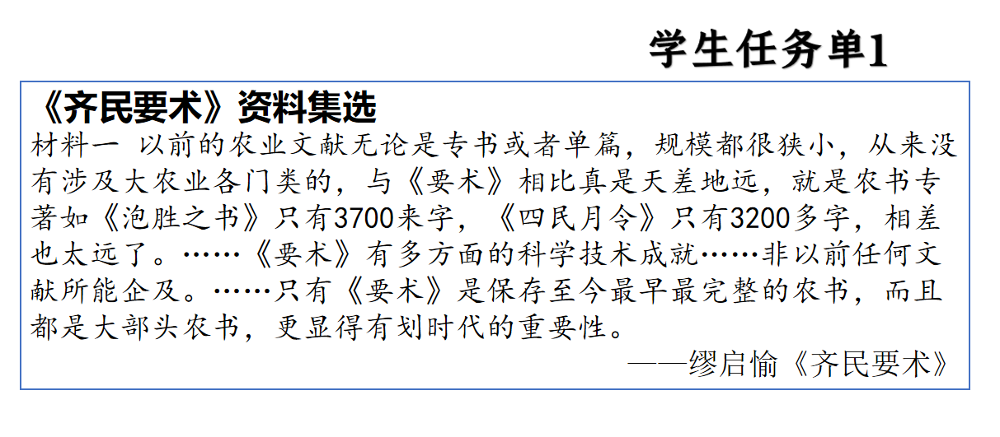 学生任务单1
《齐民要术》资料集选
材料一 以前的农业文献无论是专书或者单篇，规模都很狭小，从来没
有涉及大农业各门类的，与《要术》相比真是天差地远，就是农书专
著如《氾胜之书》只有3700来字，《四民月令》只有3200多字，相差
也太远了。……《要术》有多方面的科学技术成就……非以前任何文
献所能企及。……只有《要术》是保存至今最早最完整的农书，而且
都是大部头农书，更显得有划时代的重要性。
——缪启愉《齐民要术》